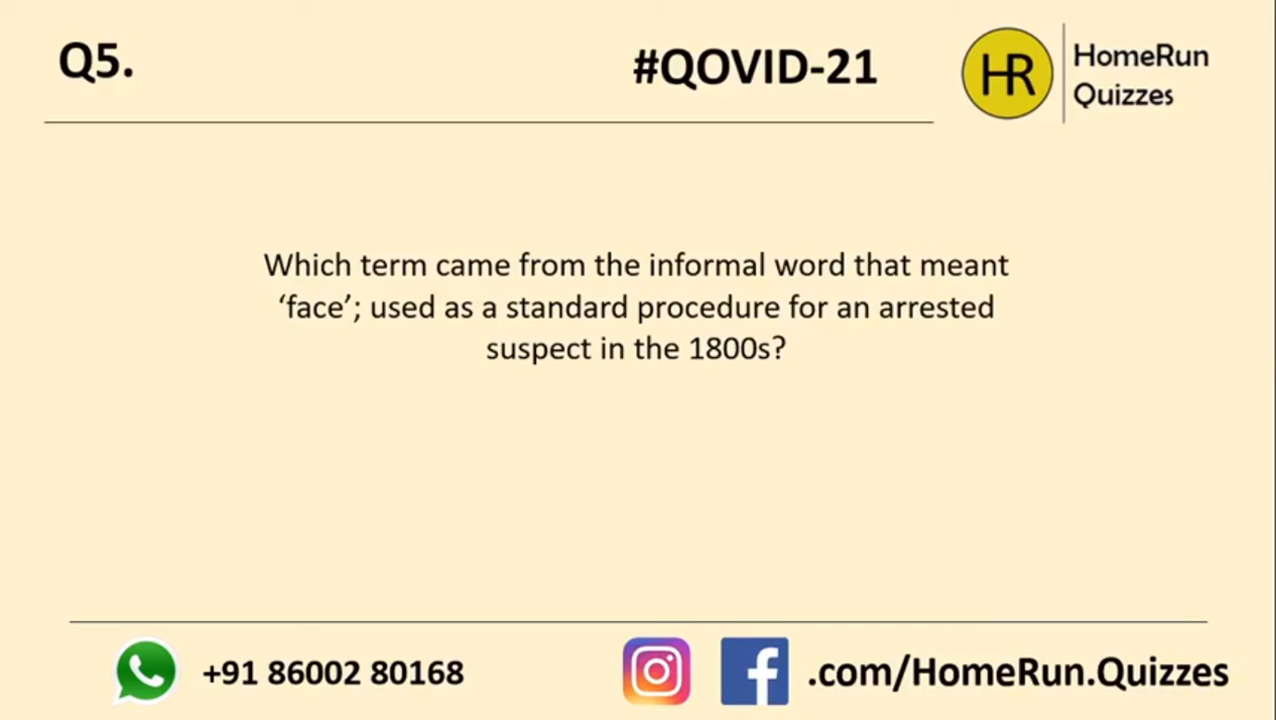 Q5.
#QOVID-21
HR
HomeRun
Quizzes
Which term came from the informal word that meant
‘face’; used as a standard procedure for an arrested
suspect in the 1800s?
+91 86002 80168
.com/HomeRun.Quizzes